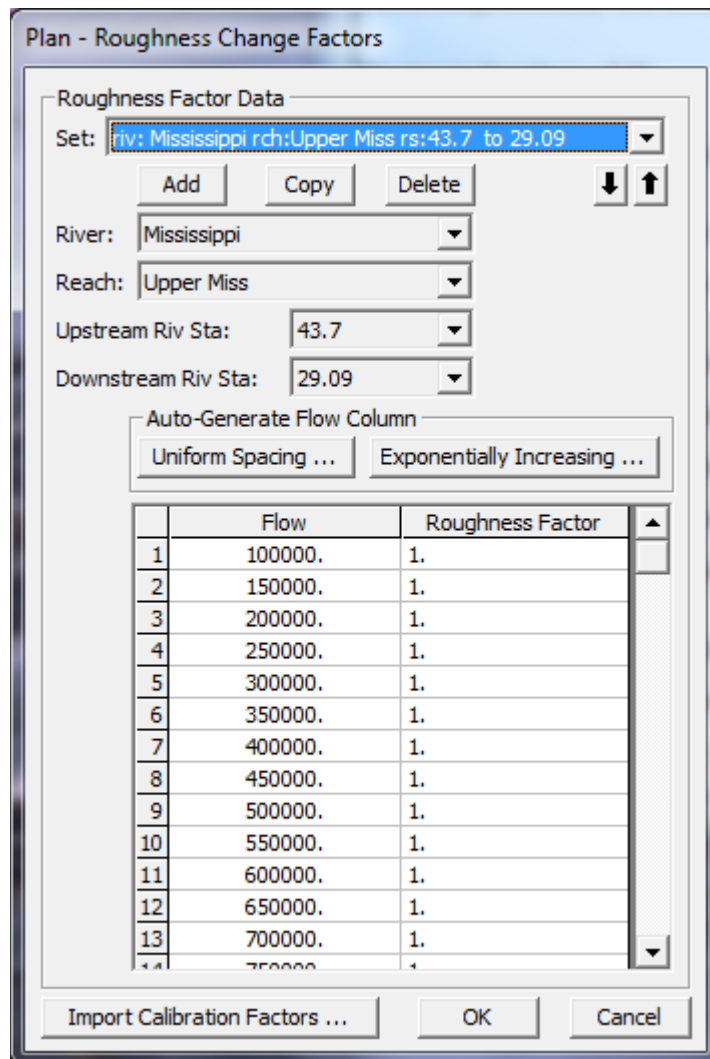 Plan - Roughness Change Factors
Roughness Factor Data
Set: riv: Mississippi rch:Upper Miss rs:43.7 to 29.09
Add Copy Delete
River: Mississippi
Reach: Upper Miss
Upstream Riv Sta: 43.7
Downstream Riv Sta: 29.09
Auto-Generate Flow Column
Uniform Spacing ... Exponentially Increasing ...
Flow Roughness Factor
1 100000. 1.
2 150000. 1.
3 200000. 1.
4 250000. 1.
5 300000. 1.
6 350000. 1.
7 400000. 1.
8 450000. 1.
9 500000. 1.
10 550000. 1.
11 600000. 1.
12 650000. 1.
13 700000. 1.
14 750000. 1.
Import Calibration Factors ... OK Cancel